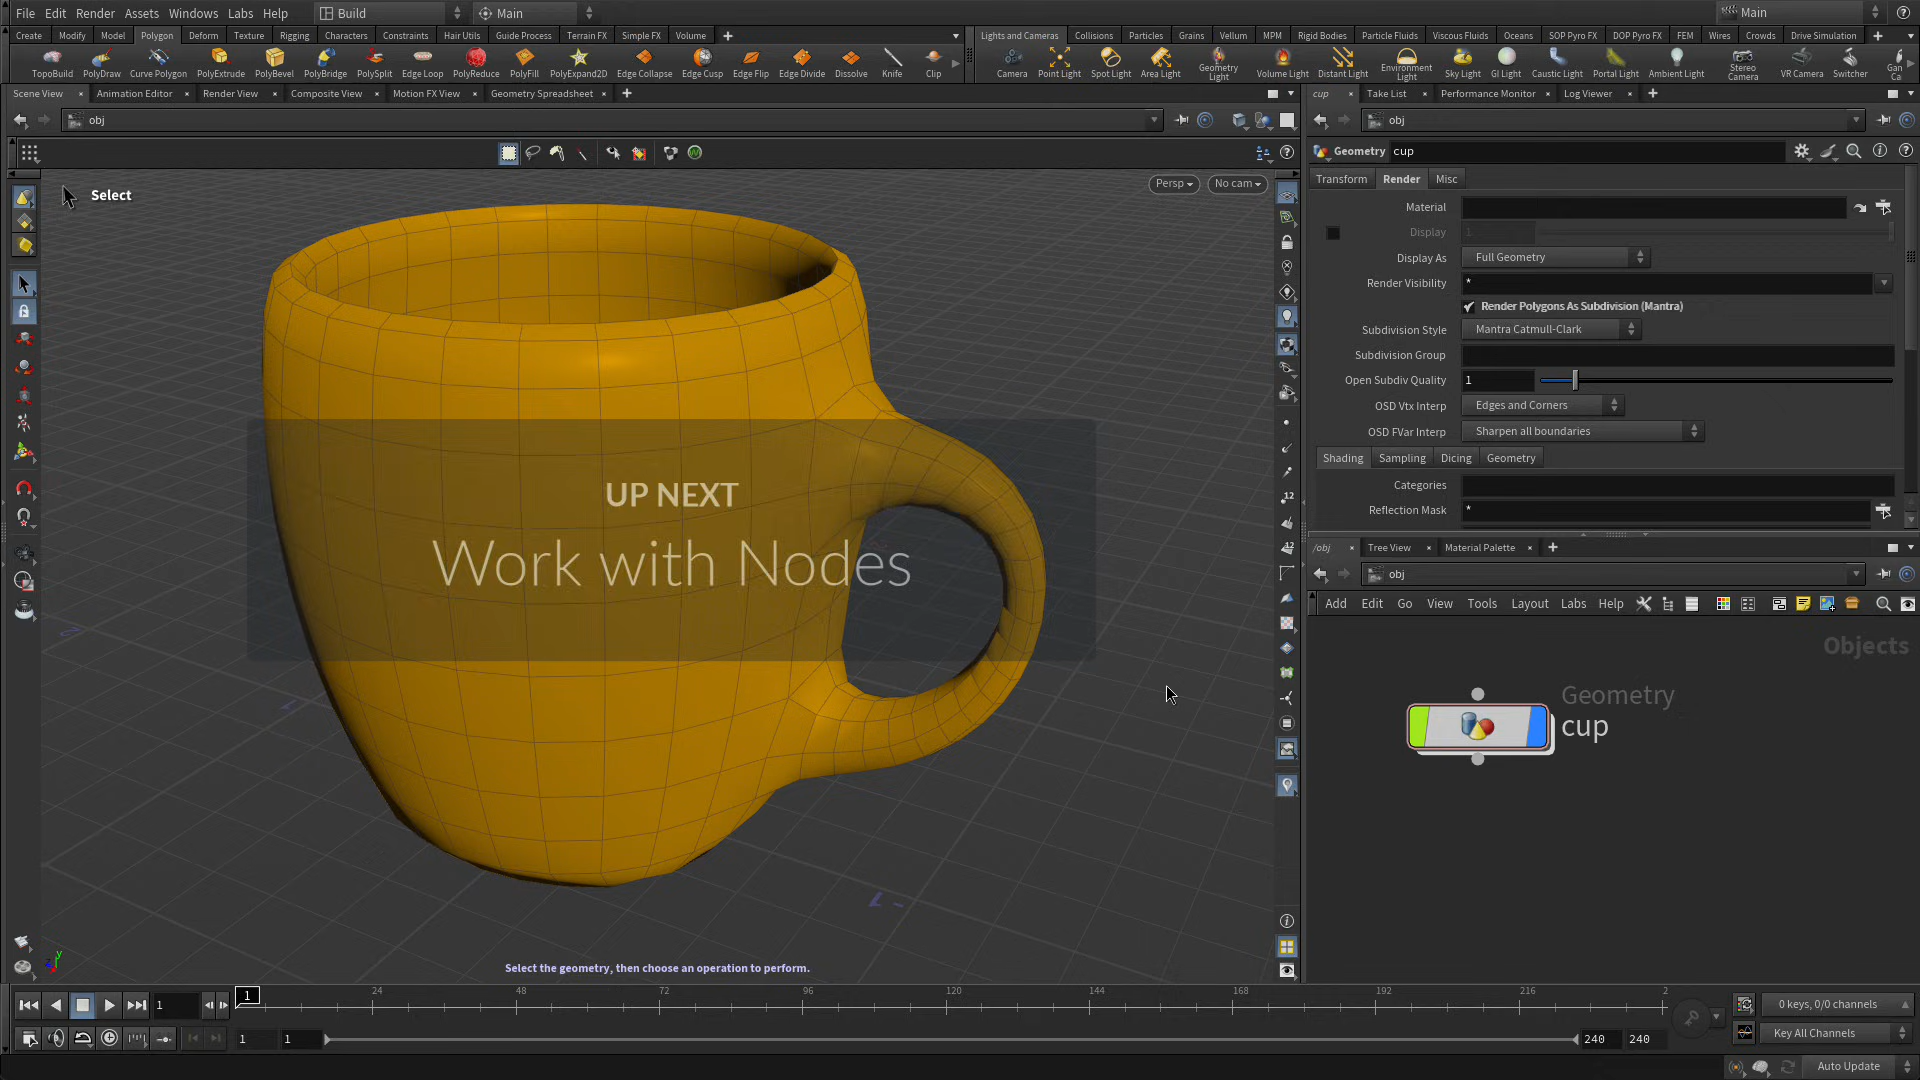 File Edit Render Assets Windows Labs Help Build Main Main
Create Modify Model Polygon Deform Texture Rigging Characters Constraints Hair Utils Guide Process Terrain FX Simple FX Volume
Lights and Cameras Collisions Particles Grains Vellum MPM Rigid Bodies Particle Fluids Viscous Fluids Oceans SOP Pyro FX DOP Pyro FX FEM Wires Crowds Drive Simulation
TopoBuild PolyDraw Curve Polygon PolyExtrude PolyBevel PolyBridge PolySplit Edge Loop PolyReduce PolyFill PolyExpand2D Edge Collapse Edge Cusp Edge Flip Edge Divide Dissolve Knife Clip
Camera Point Light Spot Light Area Light Geometry Light Volume Light Distant Light Environment Light Sky Light GI Light Caustic Light Portal Light Ambient Light Stereo Camera VR Camera Switcher Gan Ca
Scene View Animation Editor Render View Composite View Motion FX View Geometry Spreadsheet
cup Take List Performance Monitor Log Viewer
obj
obj
Geometry cup
Select
Persp No cam
Transform Render Misc
Material
Display 1
Display As Full Geometry
Render Visibility *
Render Polygons As Subdivision (Mantra)
Subdivision Style Mantra Catmull-Clark
Subdivision Group
Open Subdiv Quality 1
OSD Vtx Interp Edges and Corners
OSD FVar Interp Sharpen all boundaries
Shading Sampling Dicing Geometry
Categories
Reflection Mask *
UP NEXT
Work with Nodes
/obj Tree View Material Palette
obj
Add Edit Go View Tools Layout Labs Help
Objects
Geometry
cup
12
12
Select the geometry, then choose an operation to perform.
1 1 24 48 72 96 120 144 168 192 216 2
0 keys, 0/0 channels
1 1 240 240
Key All Channels
Auto Update